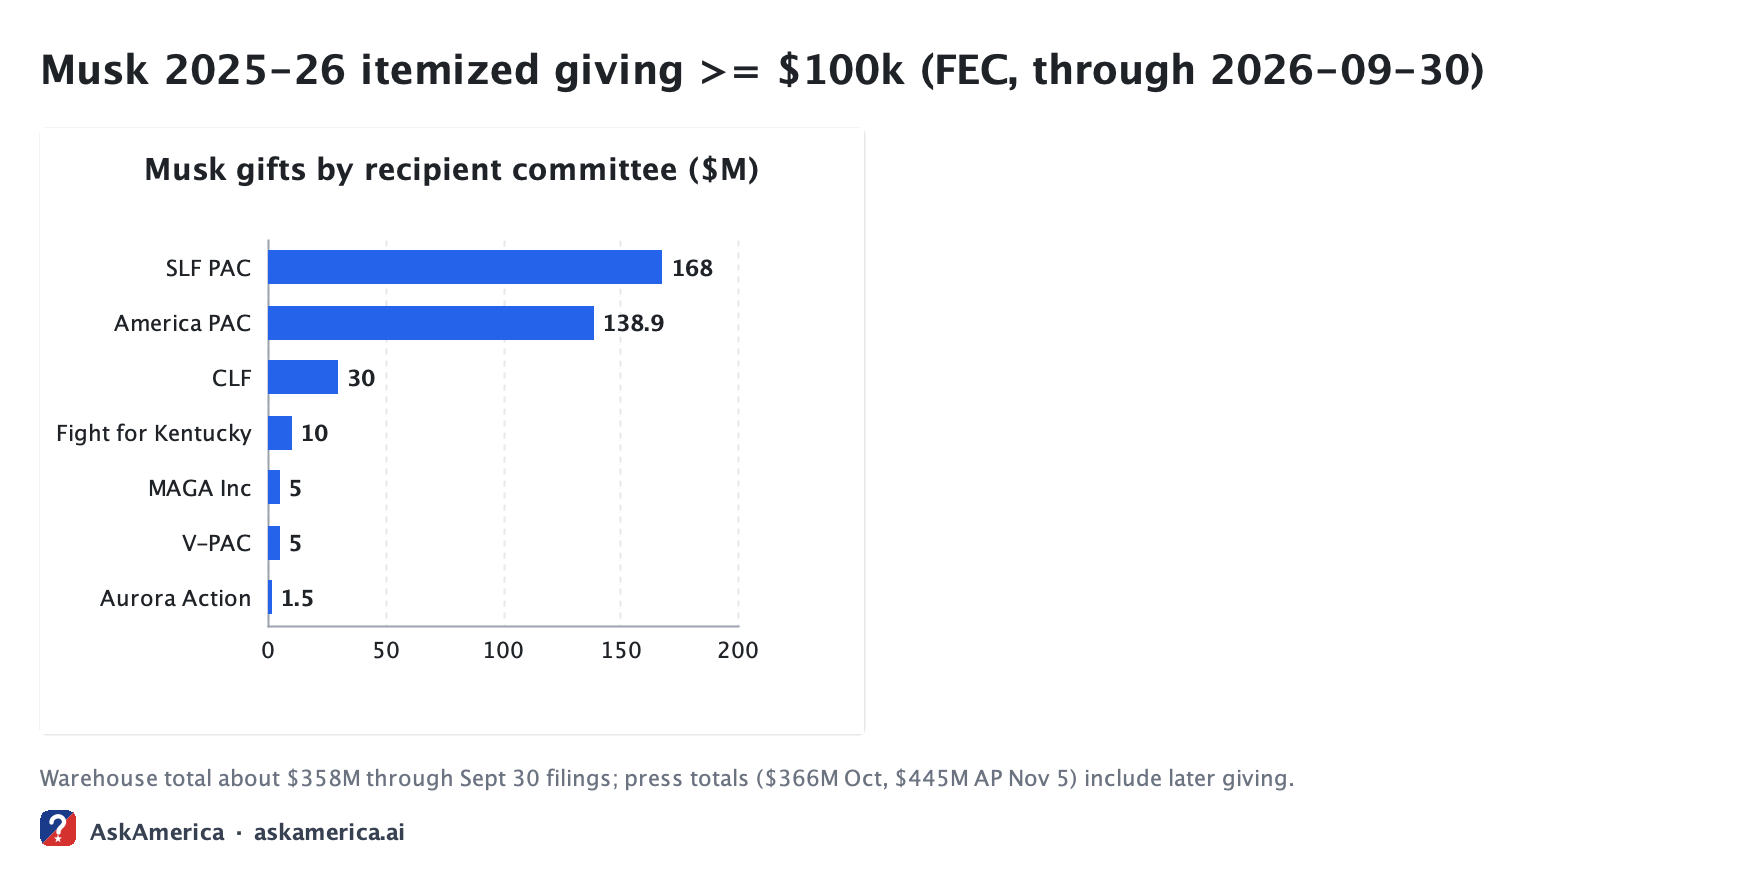 Musk 2025-26 itemized giving >= $100k (FEC, through 2026-09-30)
Musk gifts by recipient committee ($M)
SLF PAC 168
America PAC 138.9
CLF 30
Fight for Kentucky 10
MAGA Inc 5
V-PAC 5
Aurora Action 1.5
0 50 100 150 200
Warehouse total about $358M through Sept 30 filings; press totals ($366M Oct, $445M AP Nov 5) include later giving.
AskAmerica · askamerica.ai